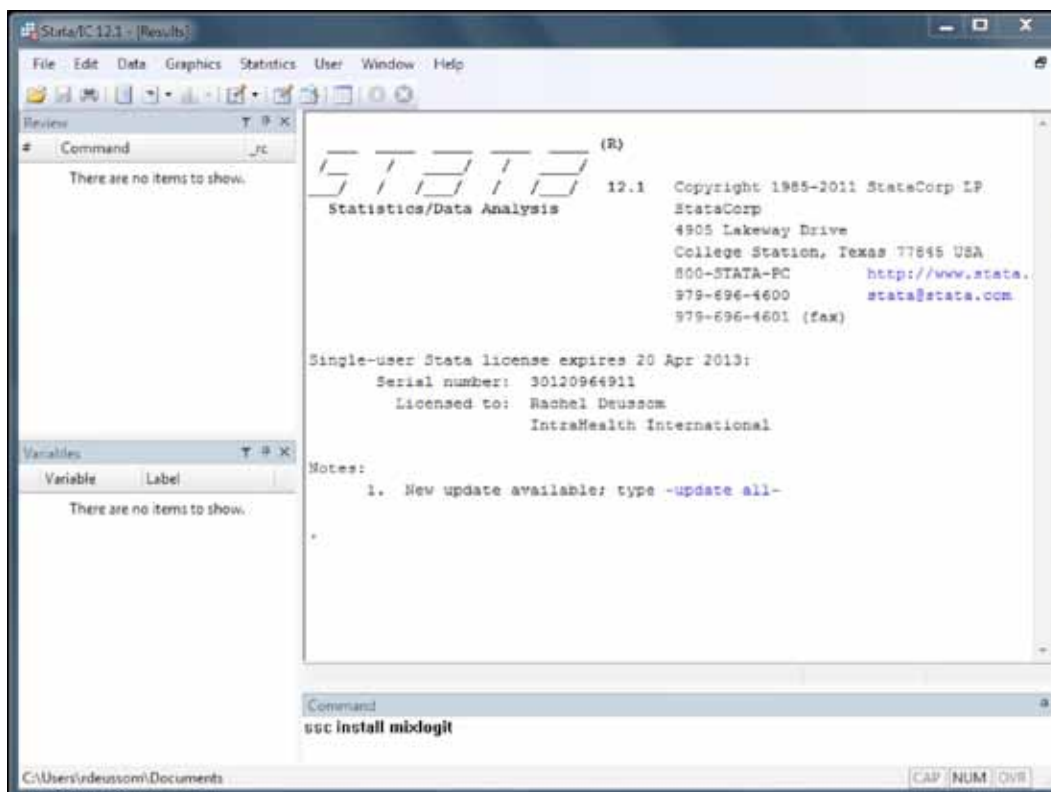 Stata/IC 12.1 - [Results]
File Edit Data Graphics Statistics User Window Help
Review
# Command _rc
There are no items to show.
Variables
Variable Label
There are no items to show.
(R)
STATA 12.1 Copyright 1985-2011 StataCorp LP
Statistics/Data Analysis StataCorp
4905 Lakeway Drive
College Station, Texas 77845 USA
800-STATA-PC http://www.stata.
979-696-4600 stata@stata.com
979-696-4601 (fax)
Single-user Stata license expires 20 Apr 2013:
Serial number: 30120964911
Licensed to: Rachel Deussom
IntraHealth International
Notes:
1. New update available; type -update all-
.
Command
ssc install mixlogit
C:\Users\rdeussom\Documents
CAP NUM OVR